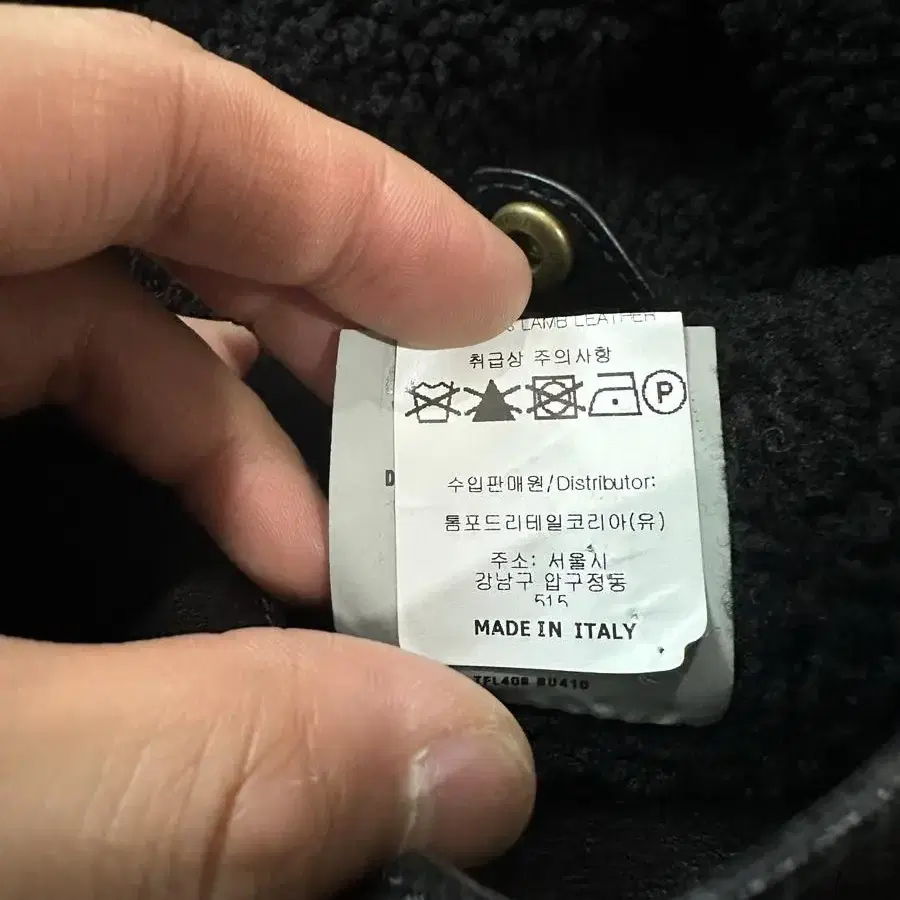 LAMB LEATHER
취급상 주의사항
P
D
수입판매원/Distributor:
톰포드리테일코리아(유)
주소: 서울시
강남구 압구정동
515
MADE IN ITALY
TFL408 BU410